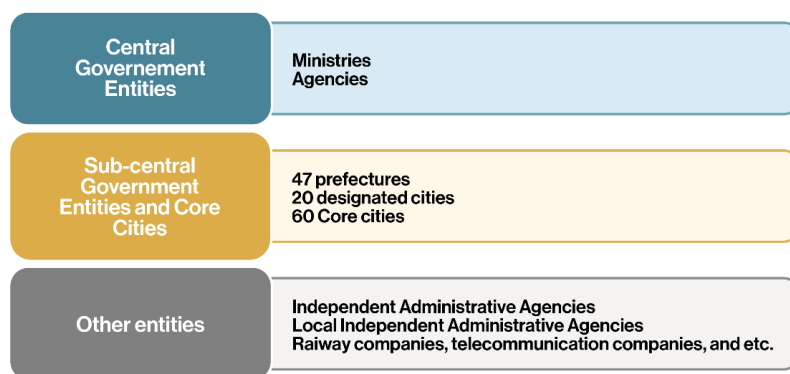 Central
Governement
Entities
Ministries
Agencies
Sub-central
Government
Entities and Core
Cities
47 prefectures
20 designated cities
60 Core cities
Other entities
Independent Administrative Agencies
Local Independent Administrative Agencies
Raiway companies, telecommunication companies, and etc.